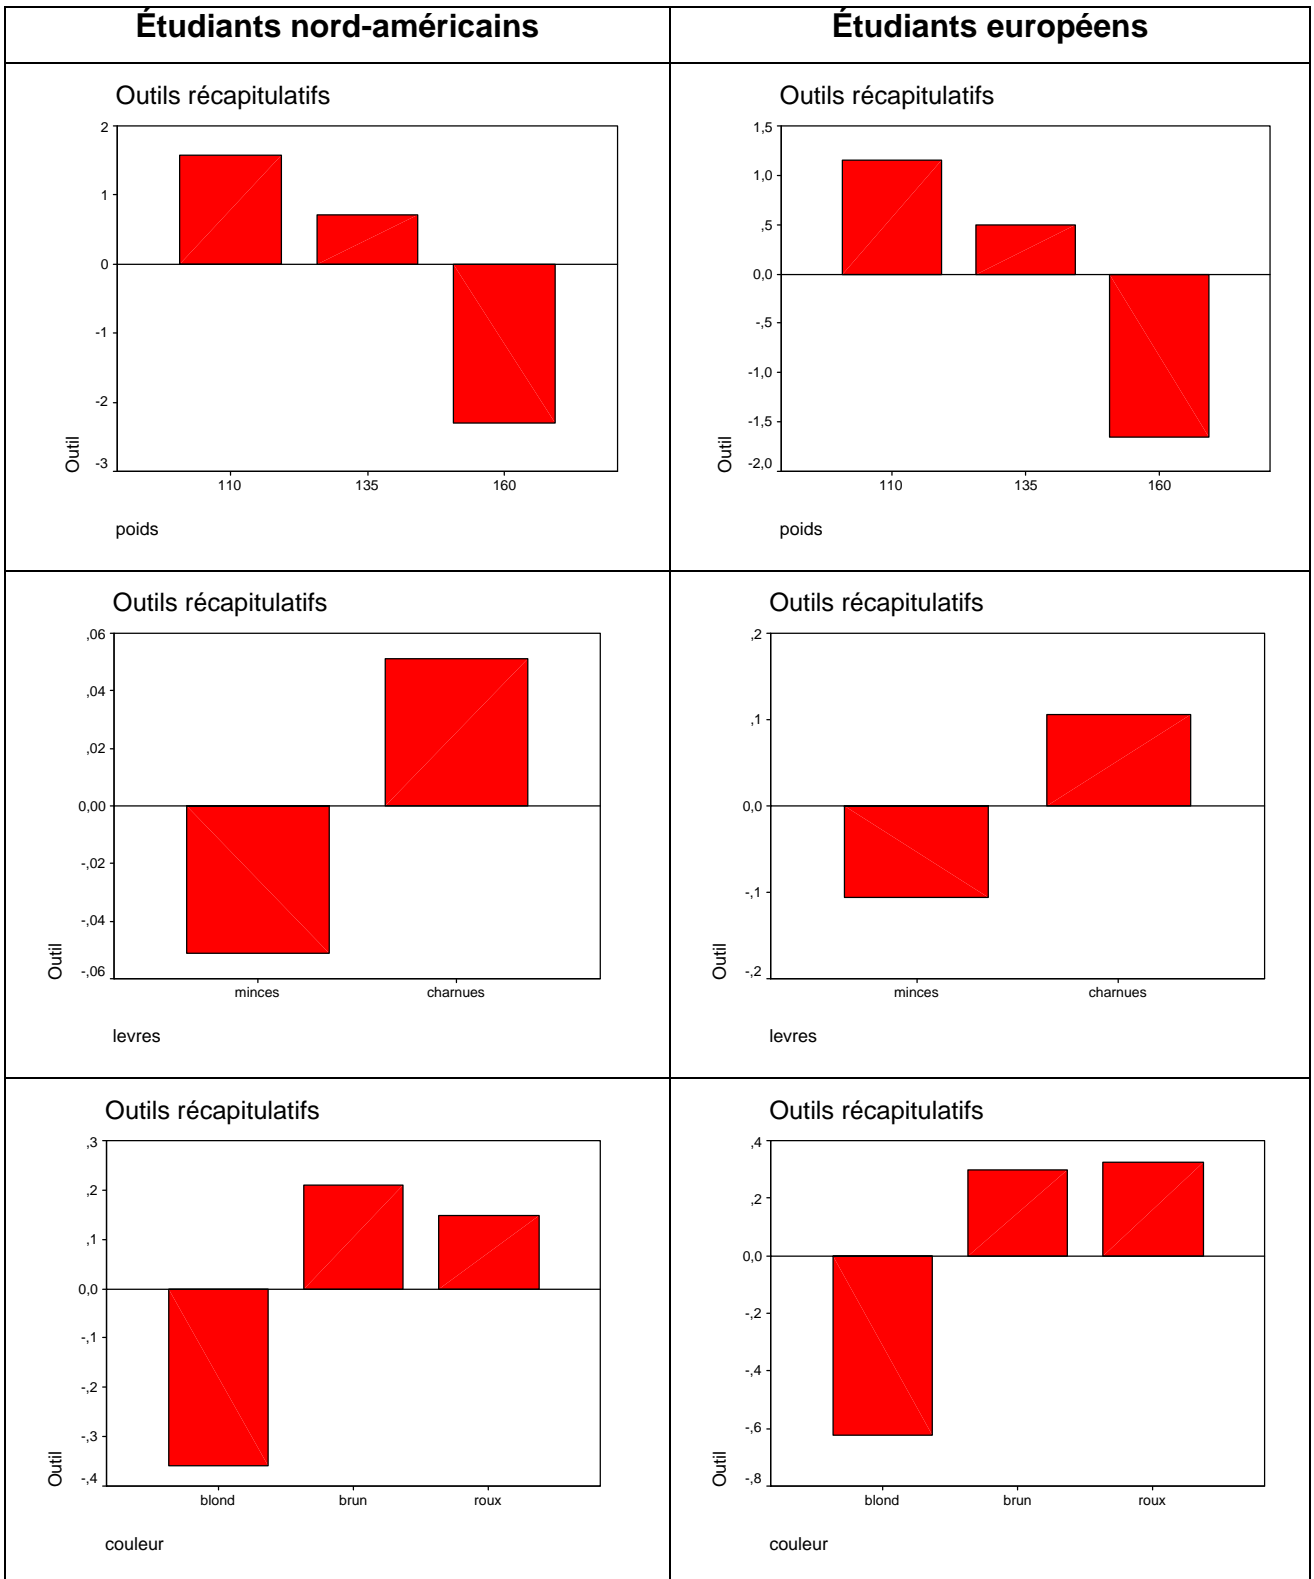 Étudiants nord-américains
Étudiants européens
Outils récapitulatifs
2
1
0
-1
-2
-3
Outil
110
135
160
poids
Outils récapitulatifs
1,5
1,0
,5
0,0
-,5
-1,0
-1,5
-2,0
Outil
110
135
160
poids
Outils récapitulatifs
,06
,04
,02
0,00
-,02
-,04
-,06
Outil
minces
charnues
levres
Outils récapitulatifs
,2
,1
0,0
-,1
-,2
Outil
minces
charnues
levres
Outils récapitulatifs
,3
,2
,1
0,0
-,1
-,2
-,3
-,4
Outil
blond
brun
roux
couleur
Outils récapitulatifs
,4
,2
0,0
-,2
-,4
-,6
-,8
Outil
blond
brun
roux
couleur